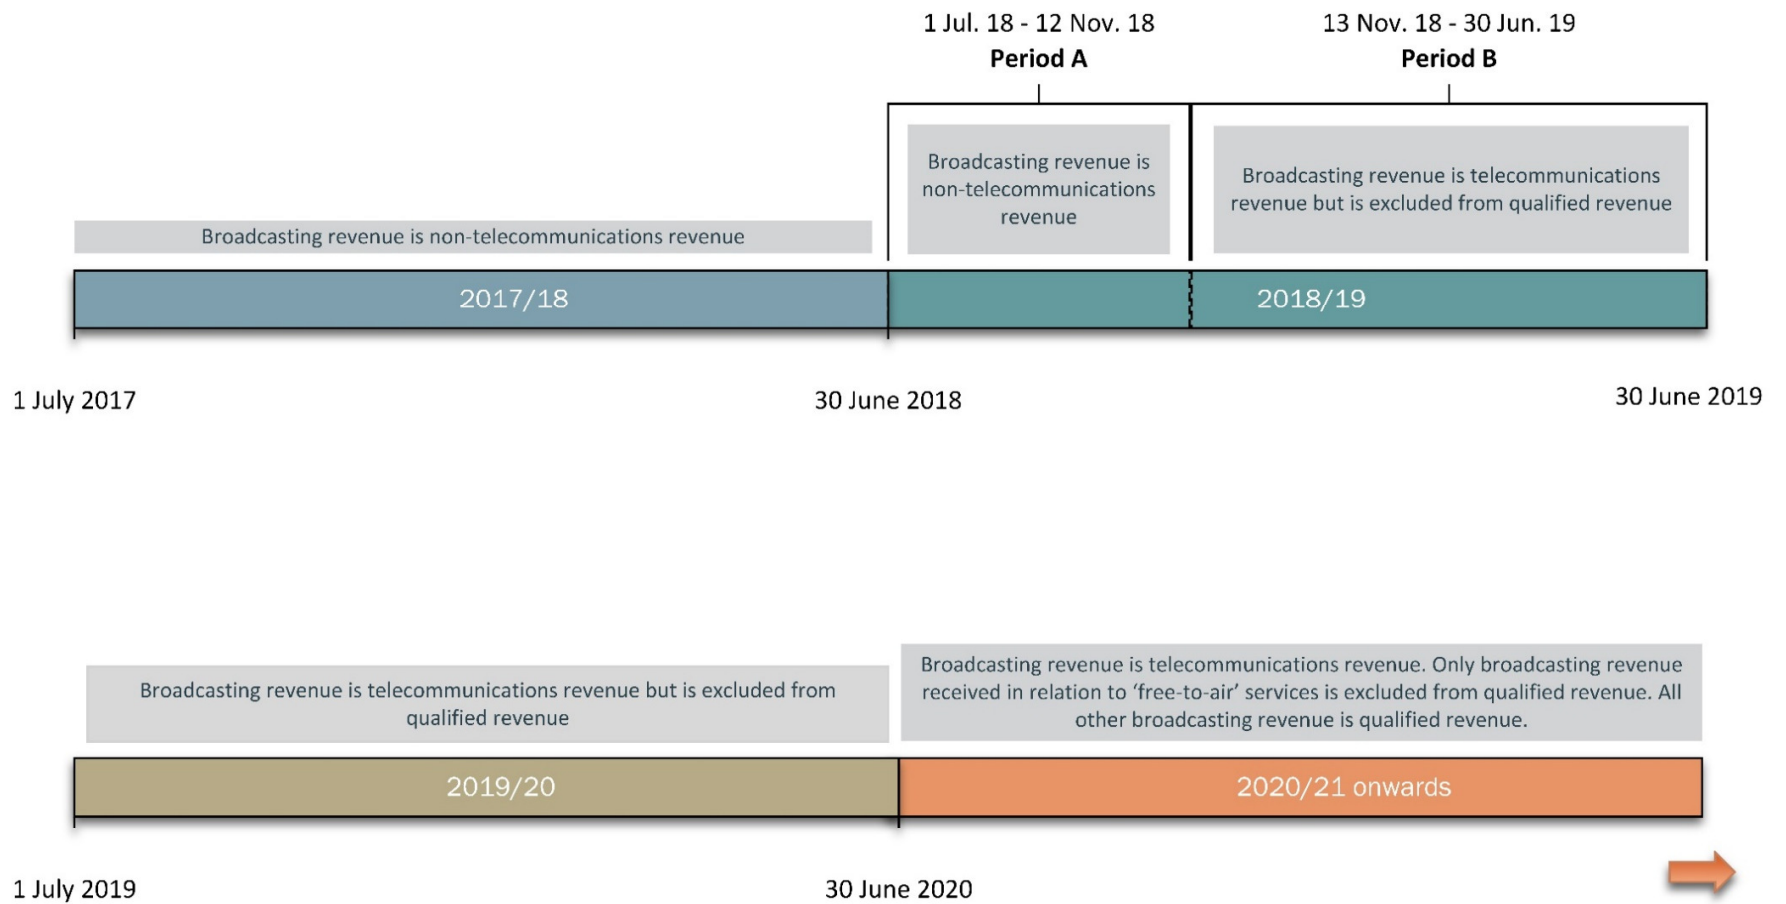 1 Jul. 18 - 12 Nov. 18
Period A
13 Nov. 18 - 30 Jun. 19
Period B
Broadcasting revenue is non-telecommunications revenue
Broadcasting revenue is
non-telecommunications
revenue
Broadcasting revenue is telecommunications
revenue but is excluded from qualified revenue
2017/18
2018/19
1 July 2017
30 June 2018
30 June 2019
Broadcasting revenue is telecommunications revenue but is excluded from
qualified revenue
Broadcasting revenue is telecommunications revenue. Only broadcasting revenue
received in relation to ‘free-to-air’ services is excluded from qualified revenue. All
other broadcasting revenue is qualified revenue.
2019/20
2020/21 onwards
1 July 2019
30 June 2020